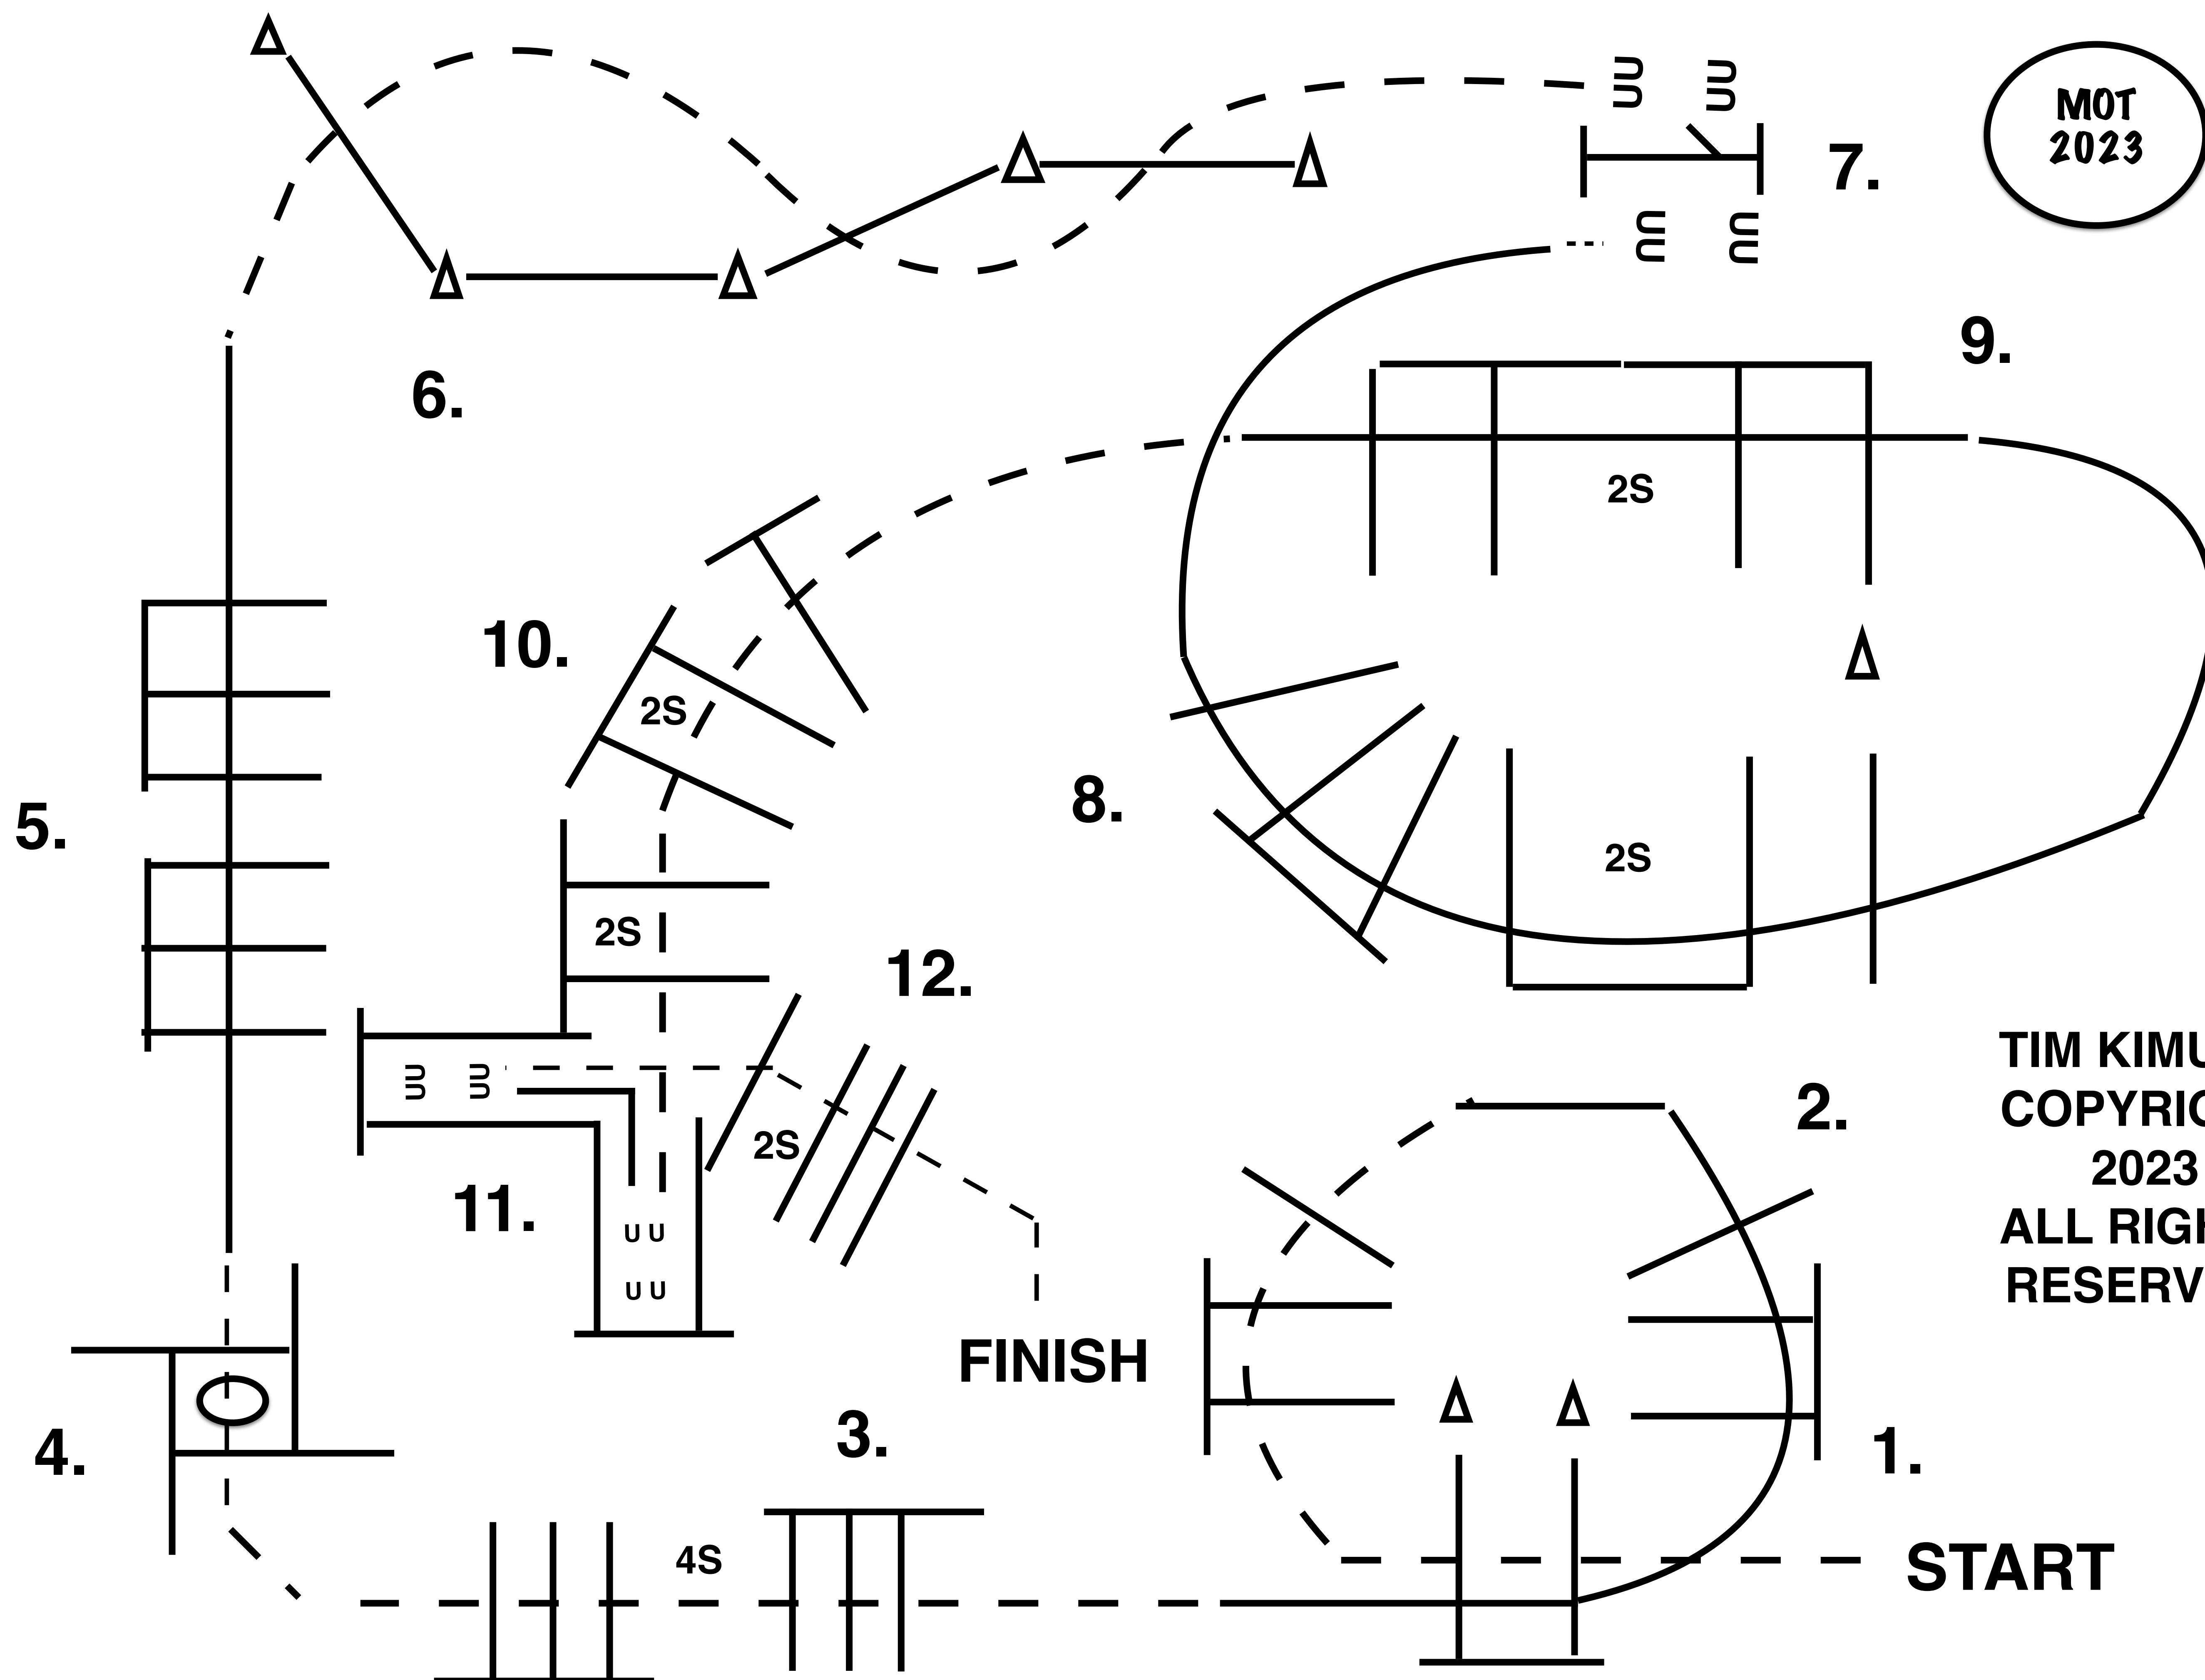 MOT
2023
7.
9.
6.
2S
10.
2S
5.
8.
2S
2S
12.
TIM KIMU
COPYRIG
2S
2.
2023
11.
ALL RIGH
RESERV
FINISH
3.
4.
1.
4S
START